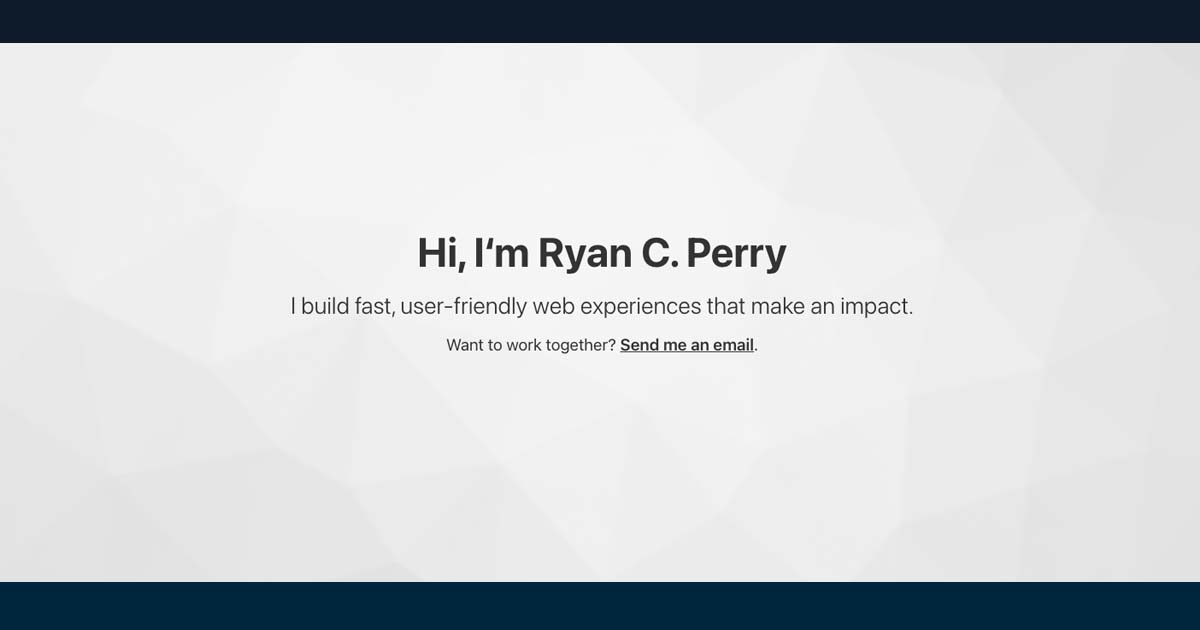 Hi, I‘m Ryan C. Perry
I build fast, user-friendly web experiences that make an impact.
Want to work together? Send me an email.